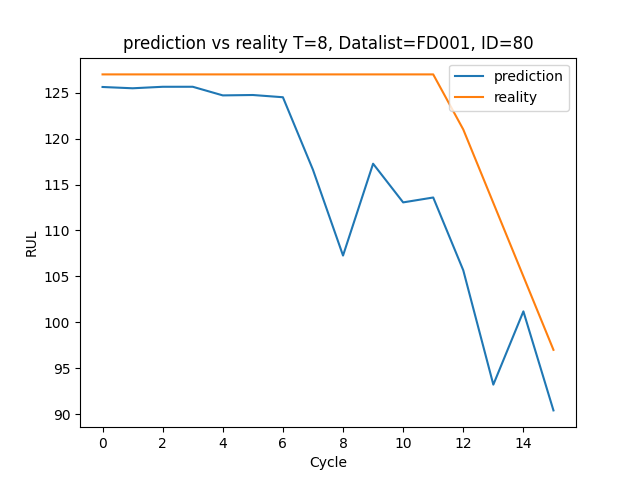 prediction vs reality T=8, Datalist=FD001, ID=80
prediction
reality
RUL
125
120
115
110
105
100
95
90
0 2 4 6 8 10 12 14
Cycle